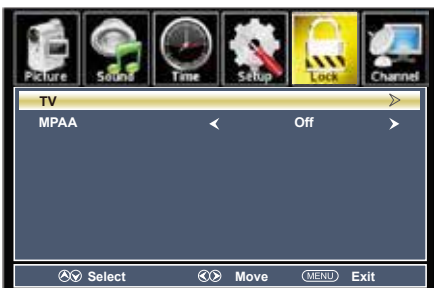 Picture Sound Time Setup Lock Channel
TV
MPAA Off
Select Move MENU Exit